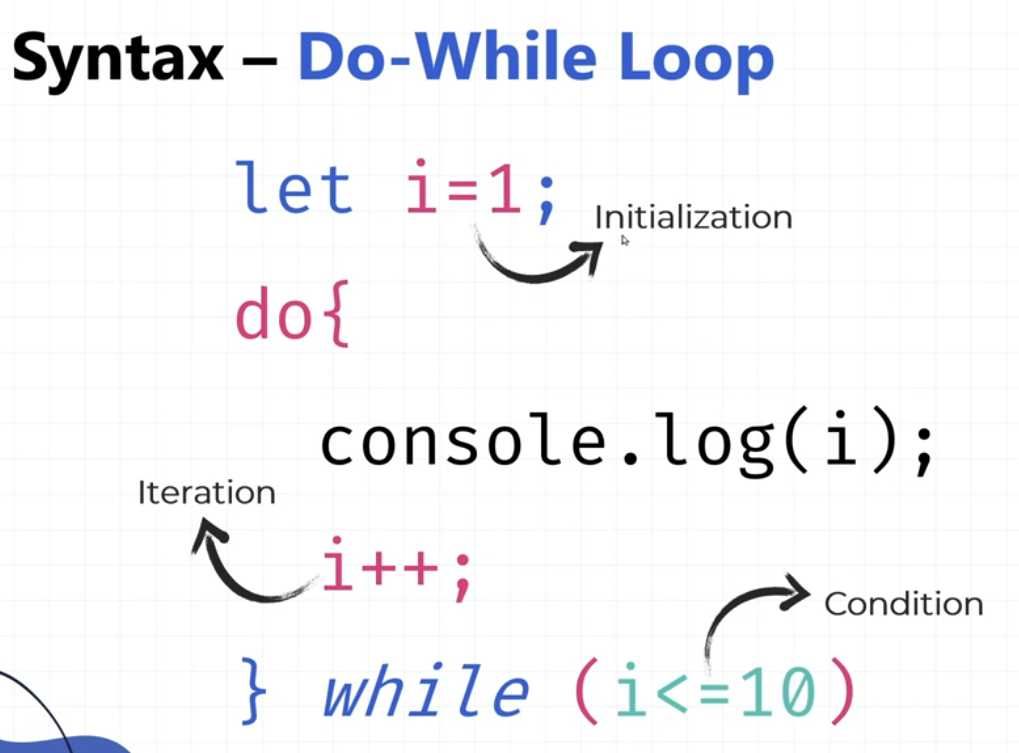 Syntax – Do-While Loop
let i=1;
Initialization
do{
console.log(i);
Iteration
i++;
Condition
} while (i<=10)